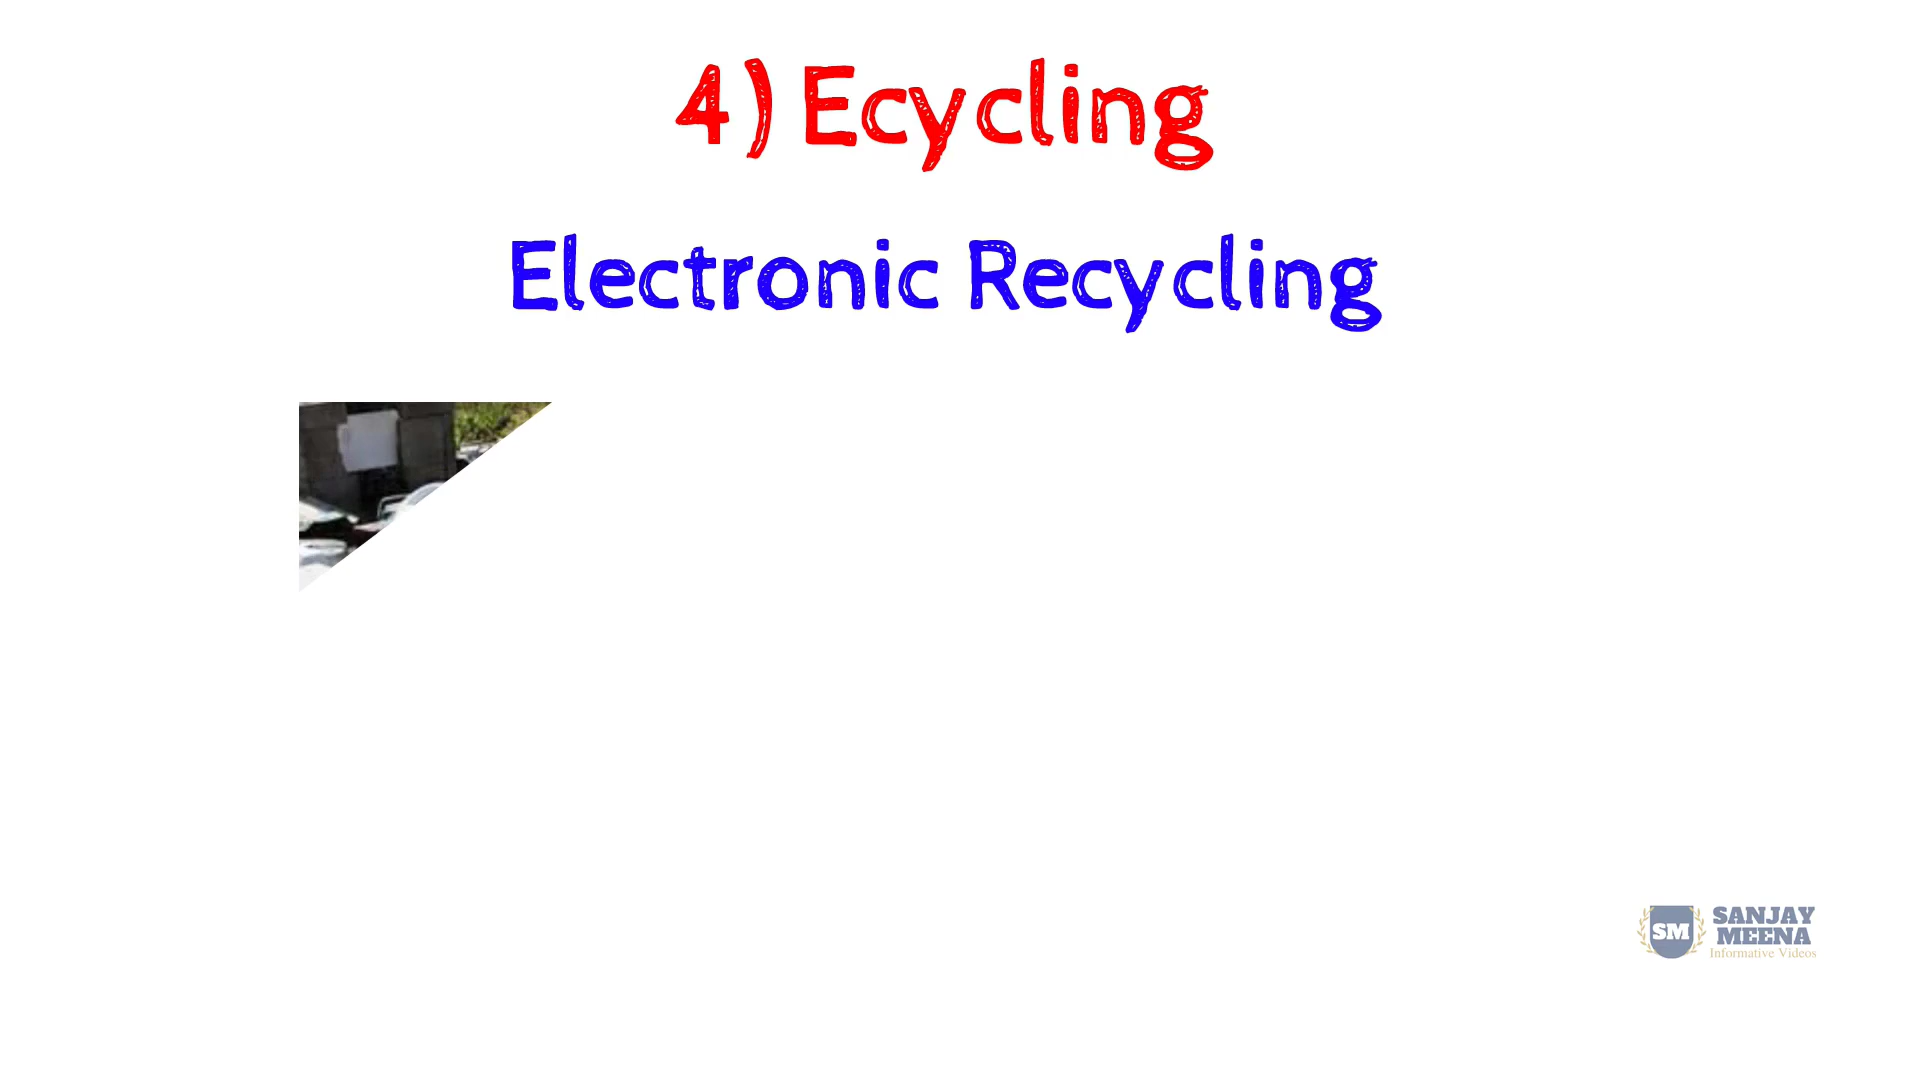 4) Ecycling
Electronic Recycling
SM
SANJAY
MEENA
Informative Videos